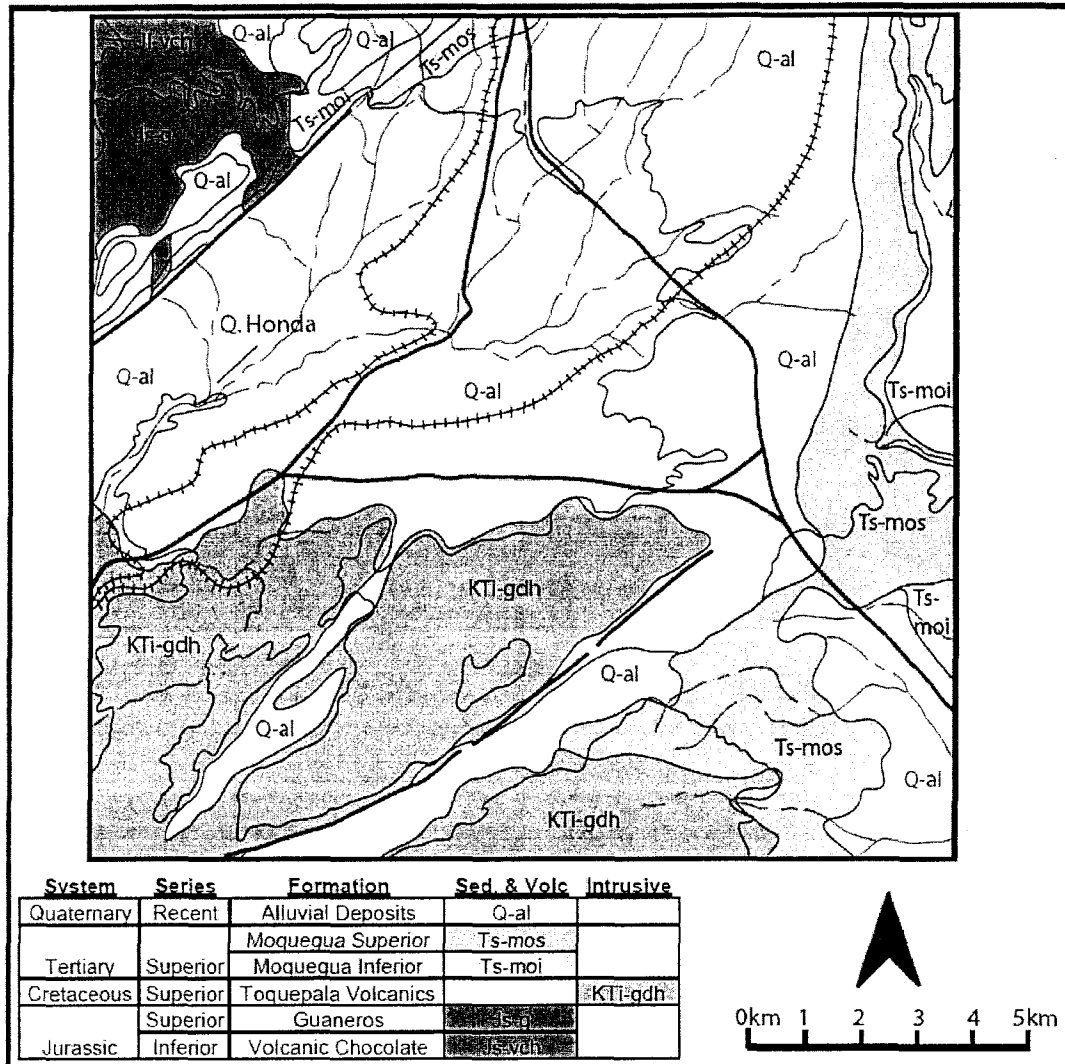 Q-al
Q-al
Ts-mos
Q-al
Ts-moi
Q-al
Q. Honda
Q-al
Q-al
Q-al
Ts-moi
Ts-mos
KTi-gdh
Ts-
moi
KTi-gdh
Q-al
Q-al
Ts-mos
Q-al
KTi-gdh
System Series Formation Sed. & Volc Intrusive
Quaternary Recent Alluvial Deposits Q-al
Moquegua Superior Ts-mos
Tertiary Superior Moquegua Inferior Ts-moi
Cretaceous Superior Toquepala Volcanics KTi-gdh
Superior Guaneros
Jurassic Inferior Volcanic Chocolate Js-vch
0km 1 2 3 4 5km